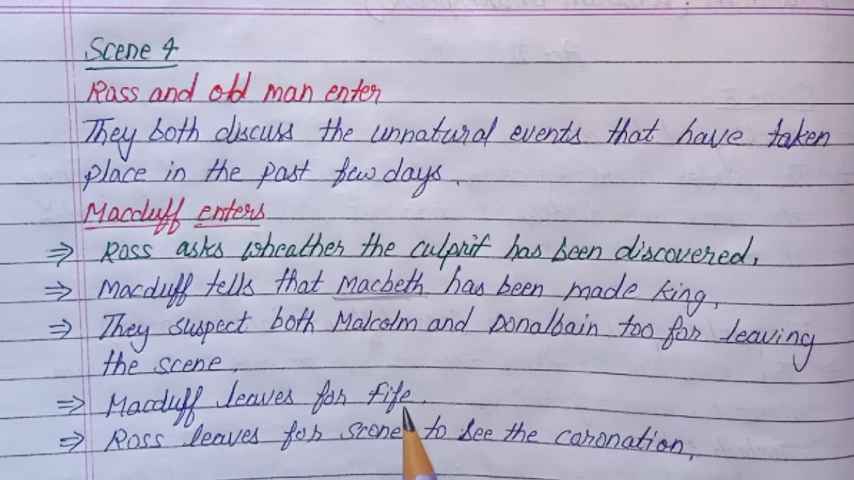 Scene 4
Ross and old man enter
They both discuss the unnatural events that have taken
place in the past few days.
Macduff enters
⇒ Ross asks wheather the culprit has been discovered,
⇒ Macduff tells that Macbeth has been made king,
⇒ They suspect both Malcolm and Donalbain too for leaving
the scene.
⇒ Macduff leaves for Fife.
⇒ Ross leaves for Scone to see the caronation,